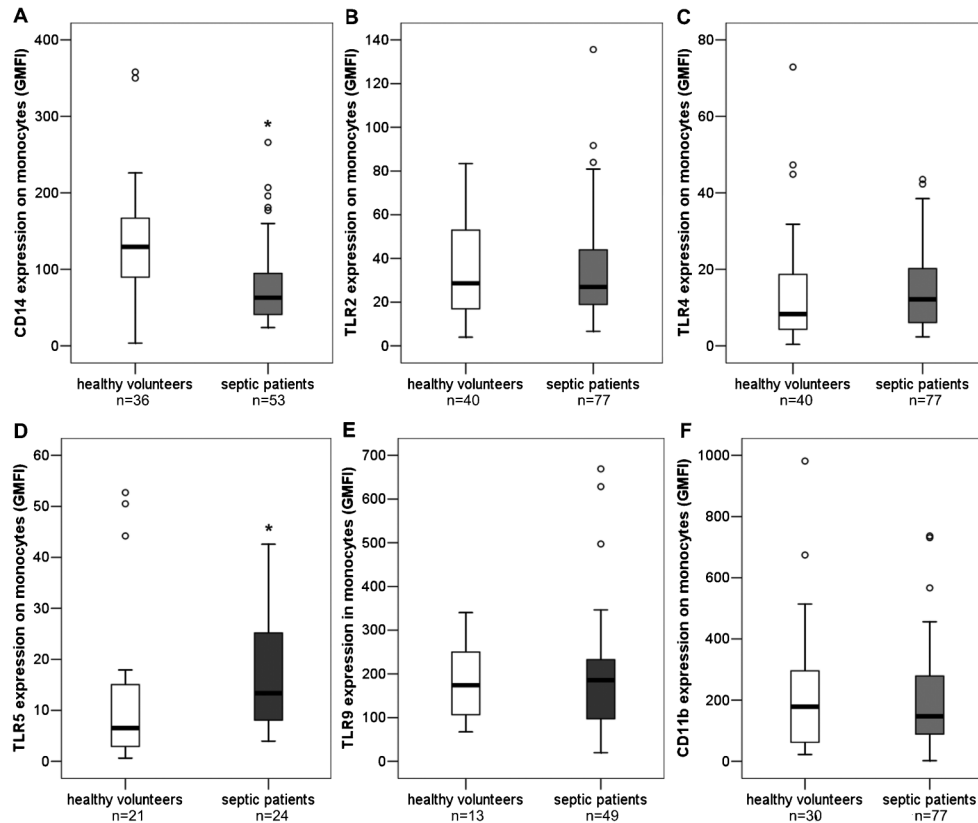 A
CD14 expression on monocytes (GMFI)
400
300
200
100
0
*
healthy volunteers septic patients
n=36 n=53
B
TLR2 expression on monocytes (GMFI)
140
120
100
80
60
40
20
0
healthy volunteers septic patients
n=40 n=77
C
TLR4 expression on monocytes (GMFI)
80
60
40
20
0
healthy volunteers septic patients
n=40 n=77
D
TLR5 expression on monocytes (GMFI)
60
50
40
30
20
10
0
*
healthy volunteers septic patients
n=21 n=24
E
TLR9 expression in monocytes (GMFI)
700
600
500
400
300
200
100
0
healthy volunteers septic patients
n=13 n=49
F
CD11b expression on monocytes (GMFI)
1000
800
600
400
200
0
healthy volunteers septic patients
n=30 n=77